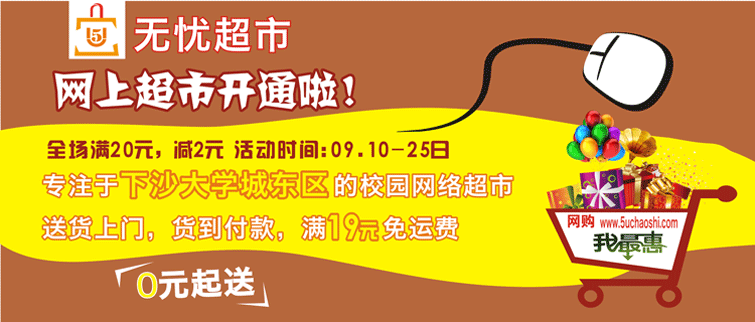 5
无忧超市
网上超市开通啦!
全场满20元,减2元 活动时间:09.10-25日
专注于下沙大学城东区的校园网络超市
送货上门,货到付款,满19元免运费
0元起送
网购 www.5uchaoshi.com
我最惠